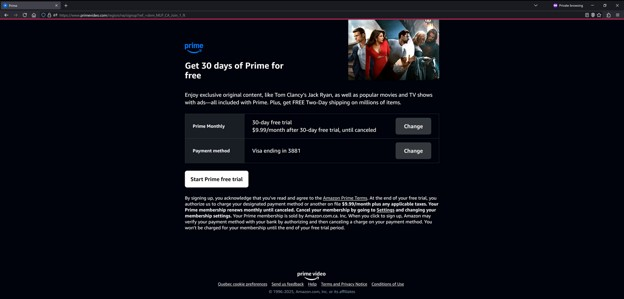 Prime
Private browsing
https://www.primevideo.com/region/na/signup?ref_=atv_MLP_CA_Join_1_R
prime
Get 30 days of Prime for
free
Enjoy exclusive original content, like Tom Clancy's Jack Ryan, as well as popular movies and TV shows
with ads—all included with Prime. Plus, get FREE Two-Day shipping on millions of items.
Prime Monthly
30-day free trial
$9.99/month after 30-day free trial, until canceled
Change
Payment method
Visa ending in 3881
Change
Start Prime free trial
By signing up, you acknowledge that you've read and agree to the Amazon Prime Terms. At the end of your free trial, you
authorize us to charge your designated payment method or another on file $9.99/month plus any applicable taxes. Your
Prime membership renews monthly until canceled. Cancel your membership by going to Settings and changing your
membership settings. Your Prime membership is sold by Amazon.com.ca. Inc. When you click to sign up, Amazon may
verify your payment method with your bank by authorizing and then canceling a charge on your payment method. You
won't be charged for your membership until the end of your free trial period.
prime video
Quebec cookie preferences Send us feedback Help Terms and Privacy Notice Conditions of Use
© 1996-2025, Amazon.com, Inc. or its affiliates